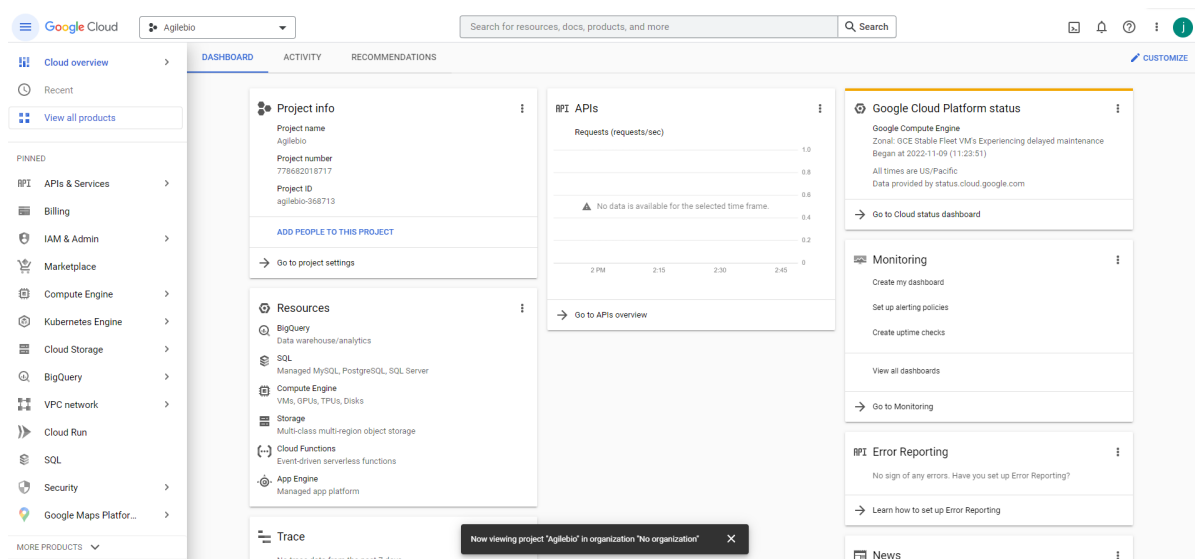 Google Cloud
Agilebio
Search for resources, docs, products, and more
Search
j
Cloud overview
Recent
View all products
PINNED
API APIs & Services
Billing
IAM & Admin
Marketplace
Compute Engine
Kubernetes Engine
Cloud Storage
BigQuery
VPC network
Cloud Run
SQL
Security
Google Maps Platfor...
MORE PRODUCTS
DASHBOARD
ACTIVITY
RECOMMENDATIONS
CUSTOMIZE
Project info
Project name
Agilebio
Project number
778682018717
Project ID
agilebio-368713
ADD PEOPLE TO THIS PROJECT
Go to project settings
Resources
BigQuery
Data warehouse/analytics
SQL
Managed MySQL, PostgreSQL, SQL Server
Compute Engine
VMs, GPUs, TPUs, Disks
Storage
Multi-class multi-region object storage
Cloud Functions
Event-driven serverless functions
App Engine
Managed app platform
Trace
API APIs
Requests (requests/sec)
1.0
0.8
0.6
No data is available for the selected time frame.
0.4
0.2
0
2 PM 2:15 2:30 2:45
Go to APIs overview
Google Cloud Platform status
Google Compute Engine
Zonal: GCE Stable Fleet VM's Experiencing delayed maintenance
Began at 2022-11-09 (11:23:51)
All times are US/Pacific
Data provided by status.cloud.google.com
Go to Cloud status dashboard
Monitoring
Create my dashboard
Set up alerting policies
Create uptime checks
View all dashboards
Go to Monitoring
API Error Reporting
No sign of any errors. Have you set up Error Reporting?
Learn how to set up Error Reporting
News
Now viewing project "Agilebio" in organization "No organization"